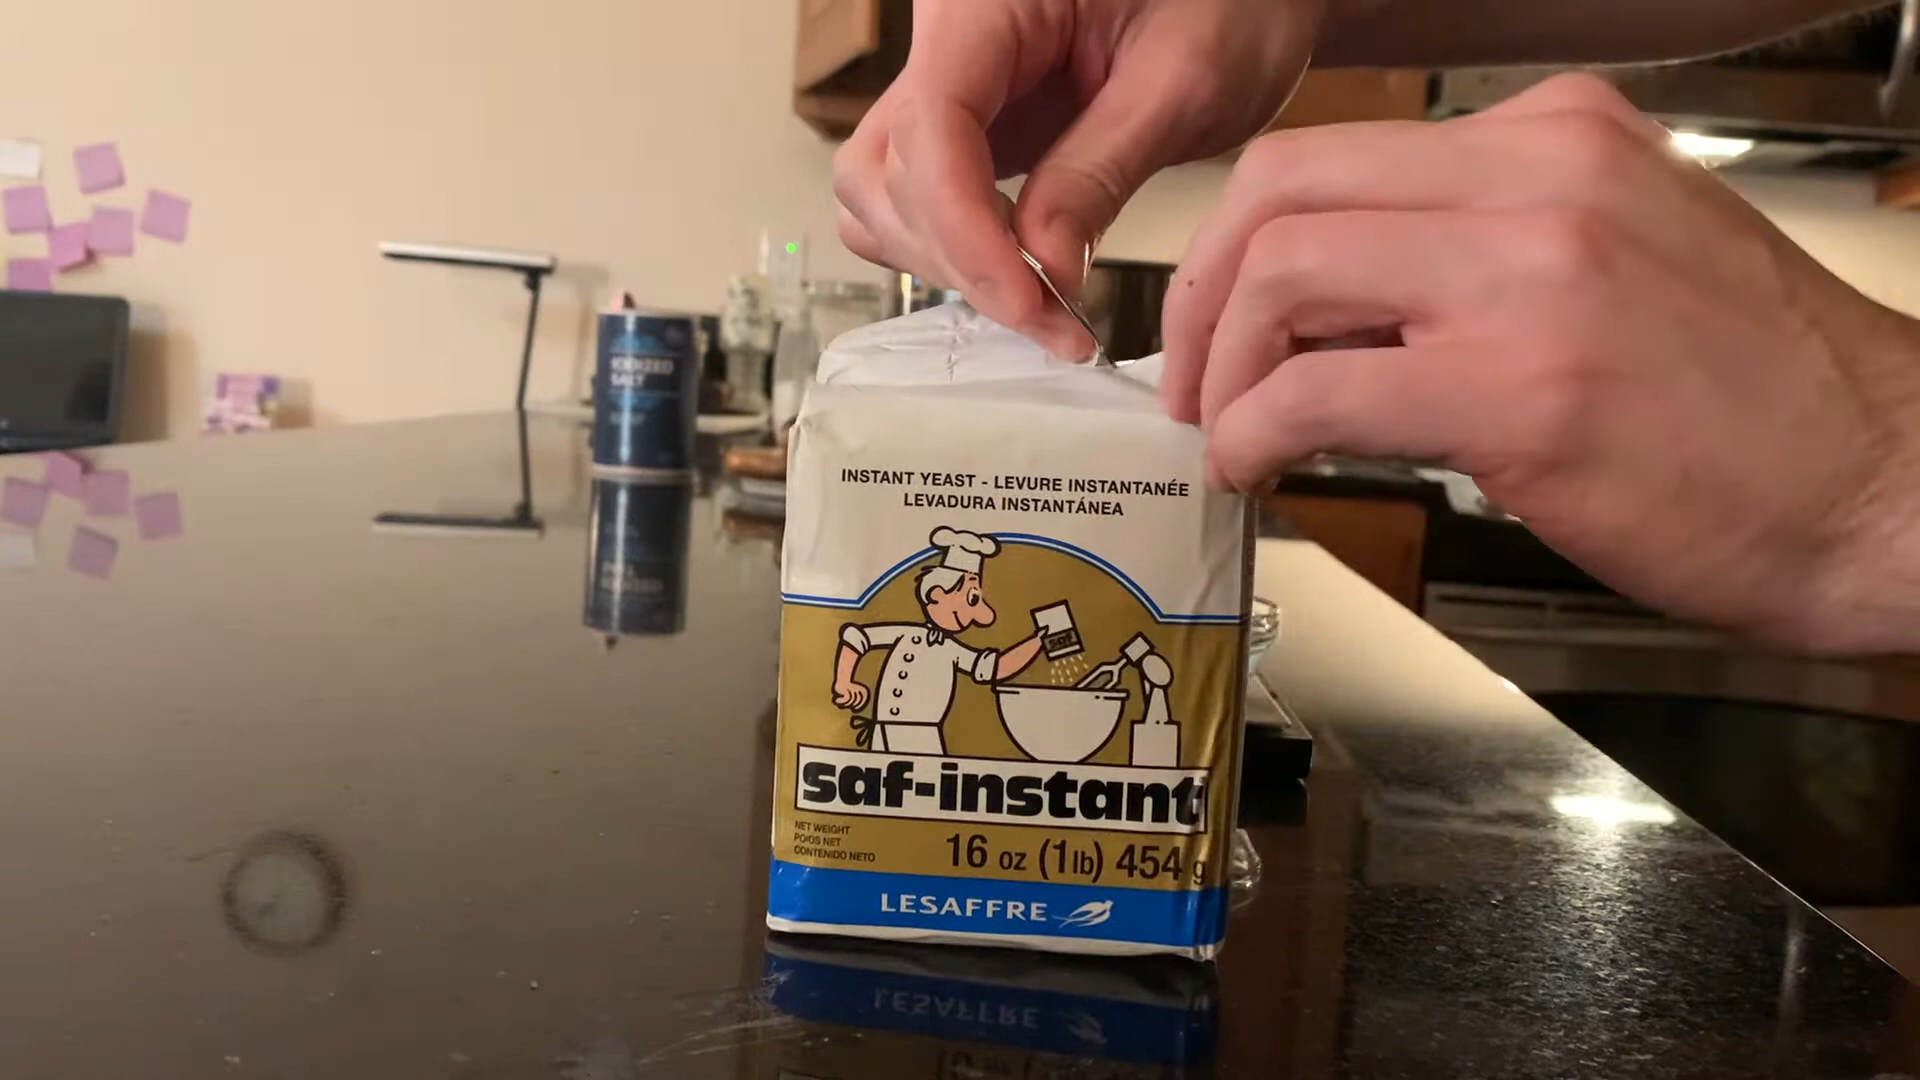 IODIZED
SALT
INSTANT YEAST - LEVURE INSTANTANÉE
LEVADURA INSTANTÁNEA
saf
saf-instant
NET WEIGHT
POIDS NET
CONTENIDO NETO
16 oz (1lb) 454 g
LESAFFRE